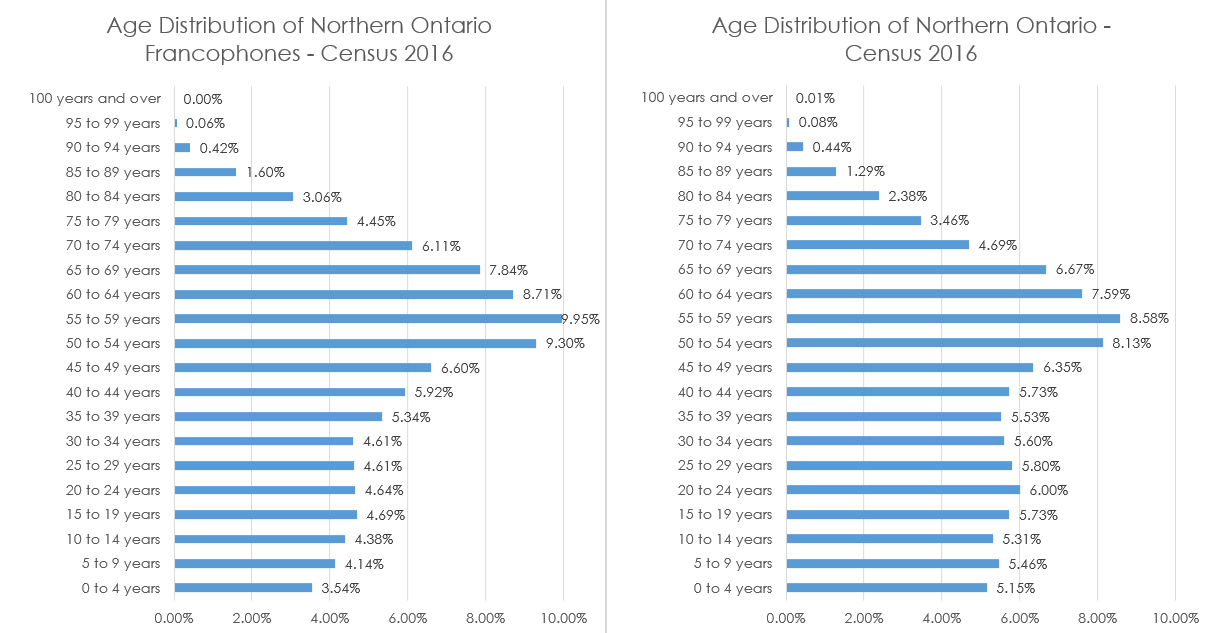 Age Distribution of Northern Ontario
Francophones - Census 2016
100 years and over 0.00%
95 to 99 years 0.06%
90 to 94 years 0.42%
85 to 89 years 1.60%
80 to 84 years 3.06%
75 to 79 years 4.45%
70 to 74 years 6.11%
65 to 69 years 7.84%
60 to 64 years 8.71%
55 to 59 years 9.95%
50 to 54 years 9.30%
45 to 49 years 6.60%
40 to 44 years 5.92%
35 to 39 years 5.34%
30 to 34 years 4.61%
25 to 29 years 4.61%
20 to 24 years 4.64%
15 to 19 years 4.69%
10 to 14 years 4.38%
5 to 9 years 4.14%
0 to 4 years 3.54%
0.00% 2.00% 4.00% 6.00% 8.00% 10.00%
Age Distribution of Northern Ontario -
Census 2016
100 years and over 0.01%
95 to 99 years 0.08%
90 to 94 years 0.44%
85 to 89 years 1.29%
80 to 84 years 2.38%
75 to 79 years 3.46%
70 to 74 years 4.69%
65 to 69 years 6.67%
60 to 64 years 7.59%
55 to 59 years 8.58%
50 to 54 years 8.13%
45 to 49 years 6.35%
40 to 44 years 5.73%
35 to 39 years 5.53%
30 to 34 years 5.60%
25 to 29 years 5.80%
20 to 24 years 6.00%
15 to 19 years 5.73%
10 to 14 years 5.31%
5 to 9 years 5.46%
0 to 4 years 5.15%
0.00% 2.00% 4.00% 6.00% 8.00% 10.00%